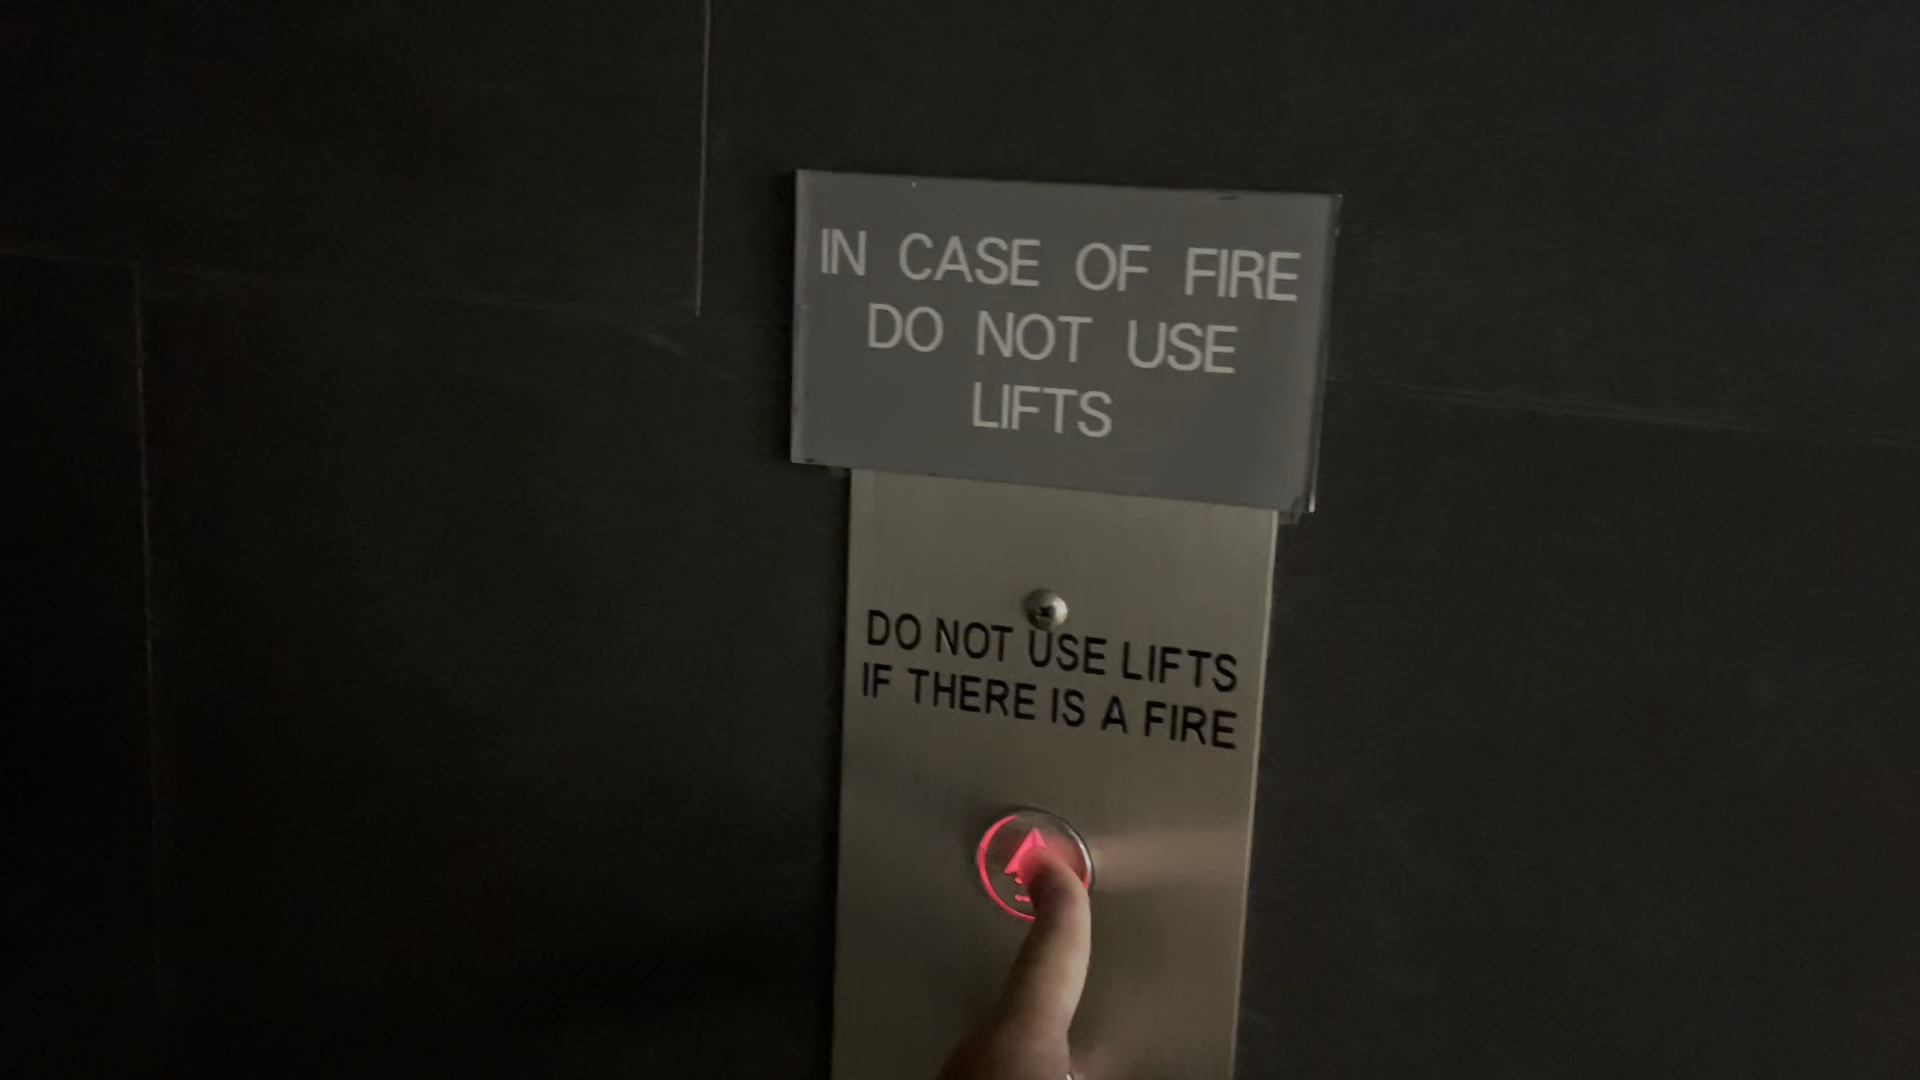 IN CASE OF FIRE
DO NOT USE
LIFTS
DO NOT USE LIFTS
IF THERE IS A FIRE